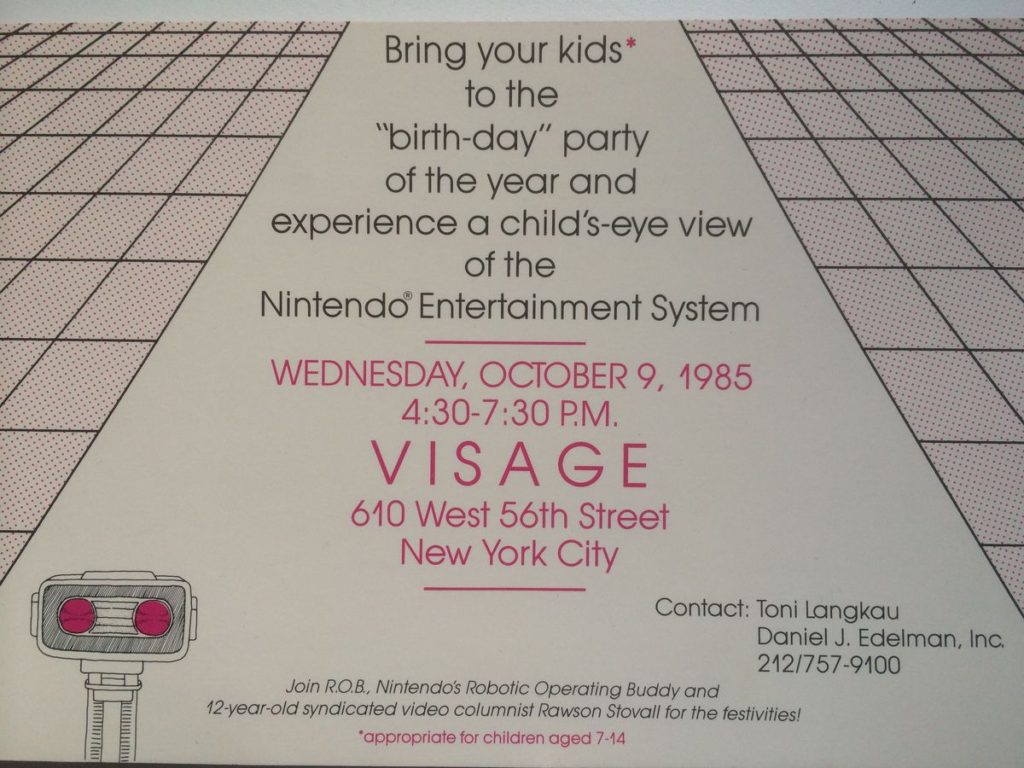 Bring your kids*
to the
"birth-day" party
of the year and
experience a child's-eye view
of the
Nintendo® Entertainment System
WEDNESDAY, OCTOBER 9, 1985
4:30-7:30 P.M.
VISAGE
610 West 56th Street
New York City
Contact: Toni Langkau
Daniel J. Edelman, Inc.
212/757-9100
Join R.O.B., Nintendo's Robotic Operating Buddy and
12-year-old syndicated video columnist Rawson Stovall for the festivities!
*appropriate for children aged 7-14